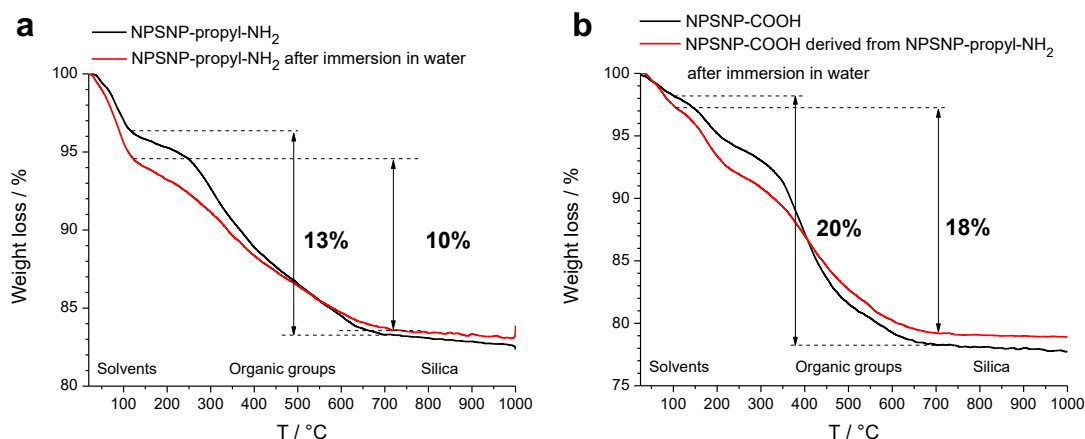 a
NPSNP-propyl-NH2
NPSNP-propyl-NH2 after immersion in water
100
95
90
85
80
Weight loss / %
13%
10%
Solvents
Organic groups
Silica
100 200 300 400 500 600 700 800 900 1000
T / °C
b
NPSNP-COOH
NPSNP-COOH derived from NPSNP-propyl-NH2
after immersion in water
100
95
90
85
80
75
Weight loss / %
20%
18%
Solvents
Organic groups
Silica
100 200 300 400 500 600 700 800 900 1000
T / °C